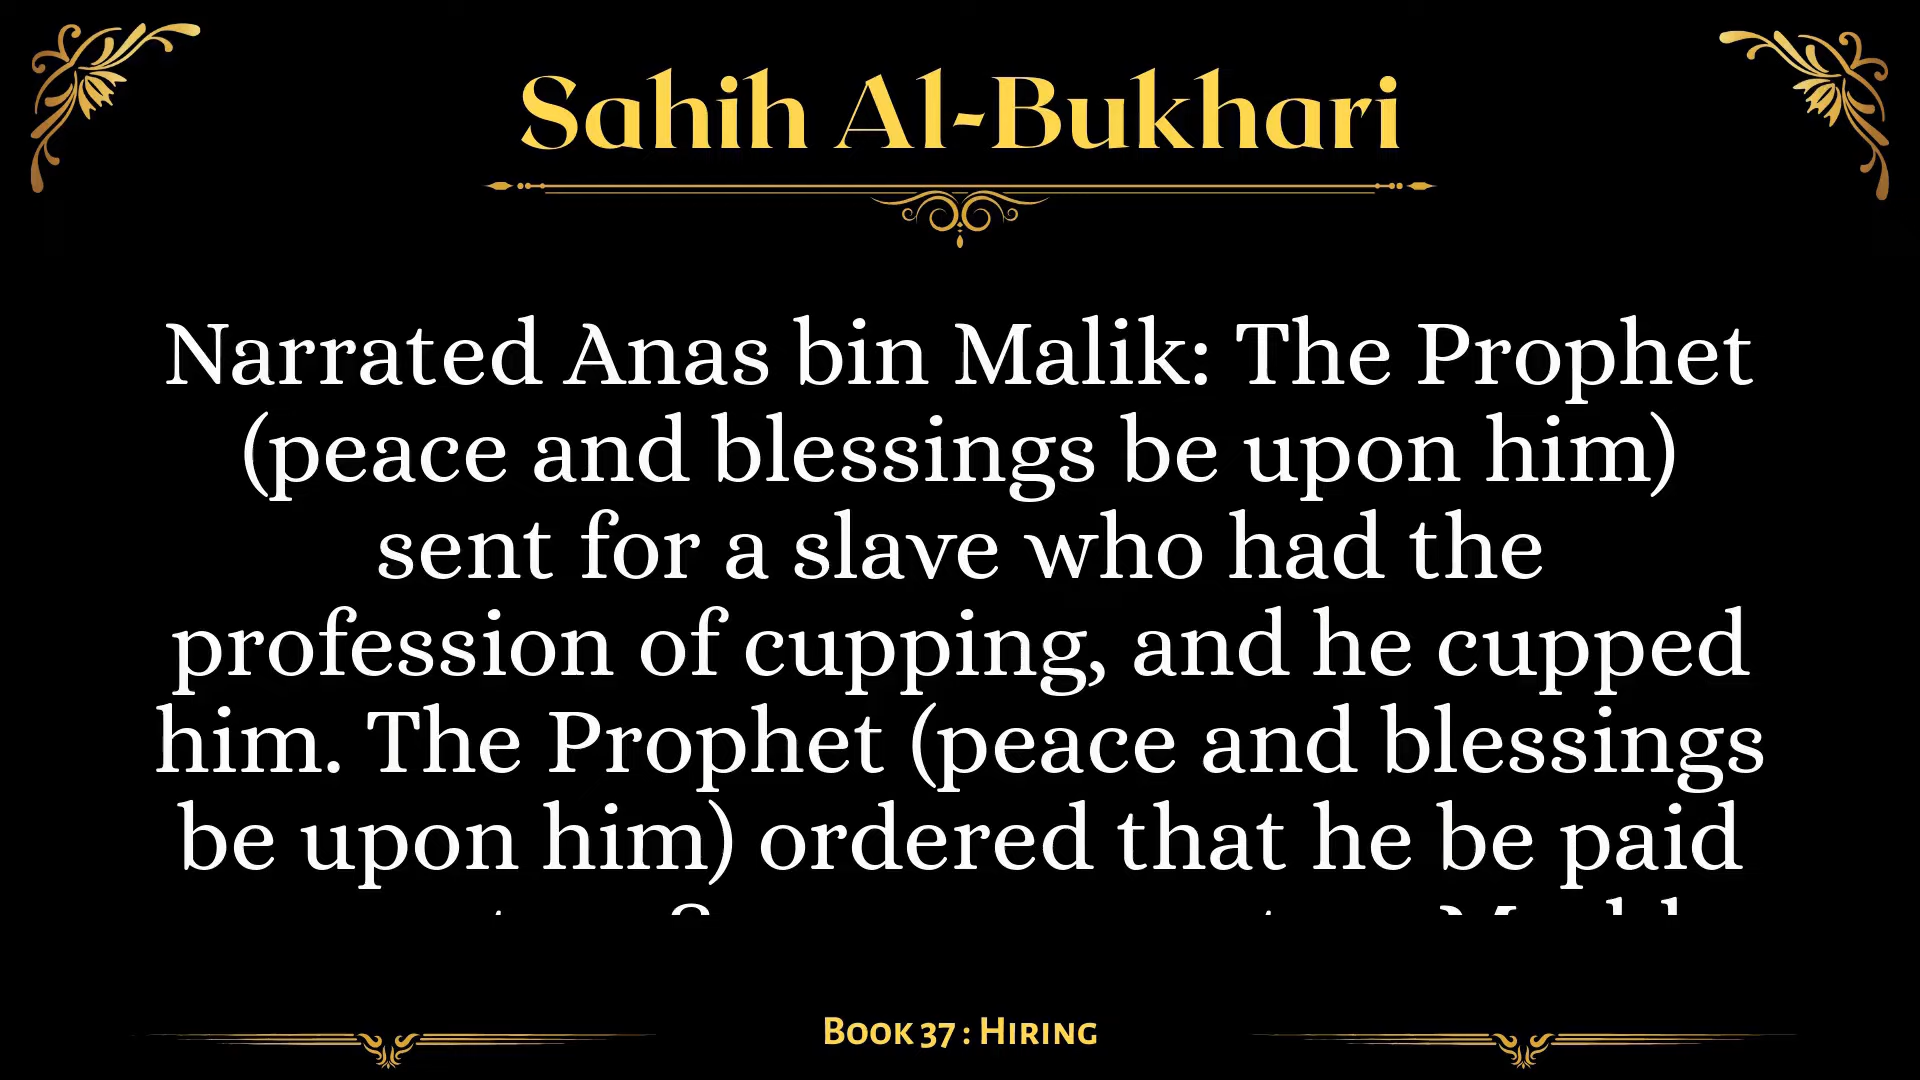 Sahih Al-Bukhari
Narrated Anas bin Malik: The Prophet
(peace and blessings be upon him)
sent for a slave who had the
profession of cupping, and he cupped
him. The Prophet (peace and blessings
be upon him) ordered that he be paid
Book 37 : Hiring